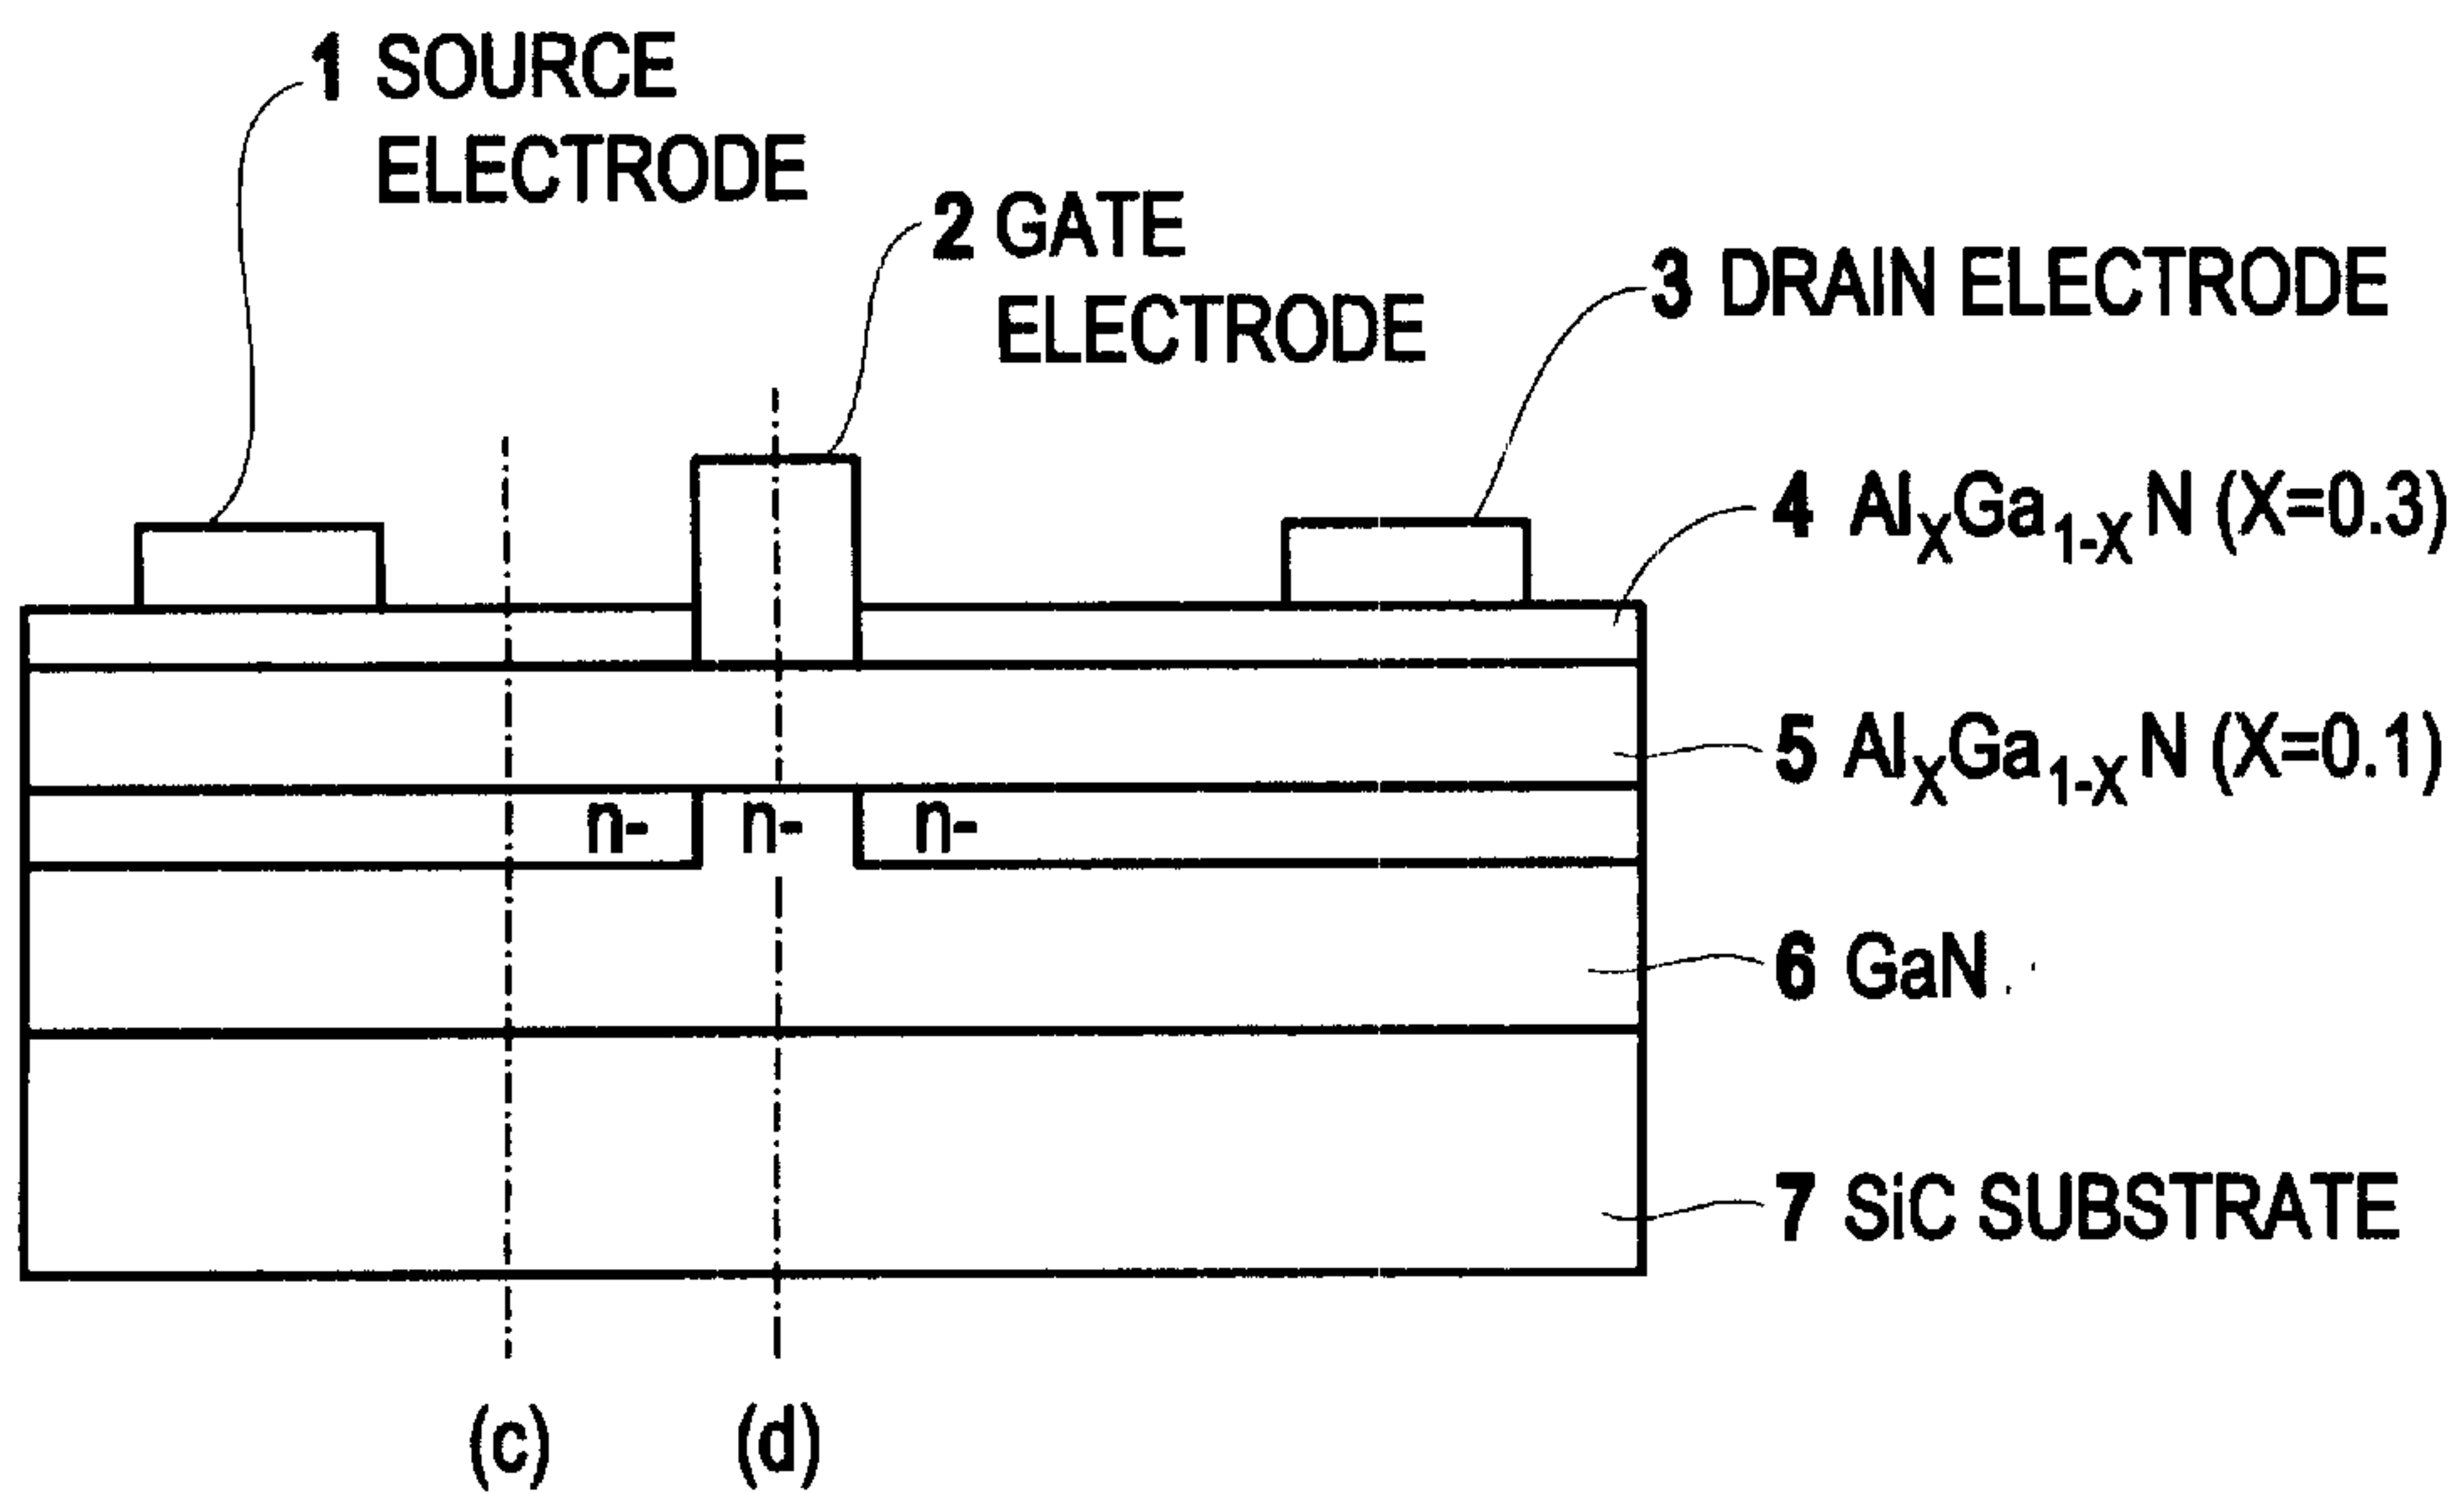 1 SOURCE
ELECTRODE
2 GATE
ELECTRODE
3 DRAIN ELECTRODE
4 AlXGa1-XN (X=0.3)
5 AlXGa1-XN (X=0.1)
n- n- n-
6 GaN
7 SiC SUBSTRATE
(c) (d)